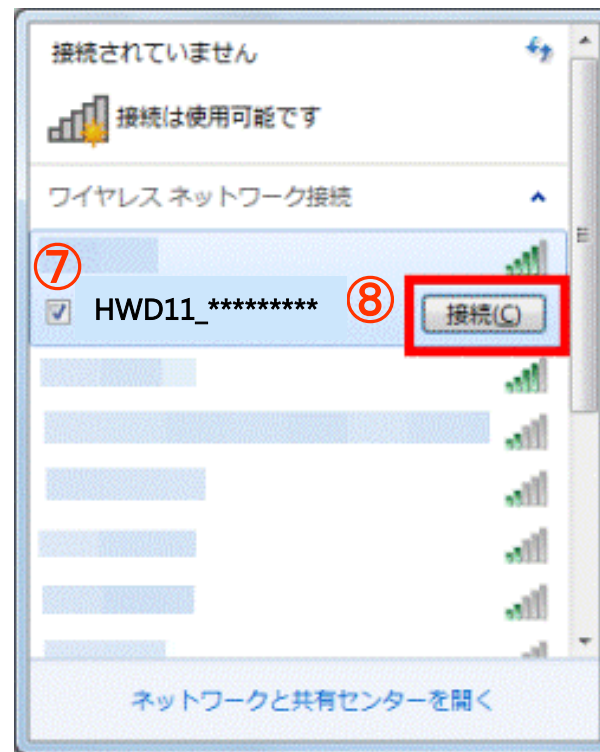 接続されていません
接続は使用可能です
ワイヤレス ネットワーク接続
⑦
HWD11_*********
⑧
接続(C)
ネットワークと共有センターを開く